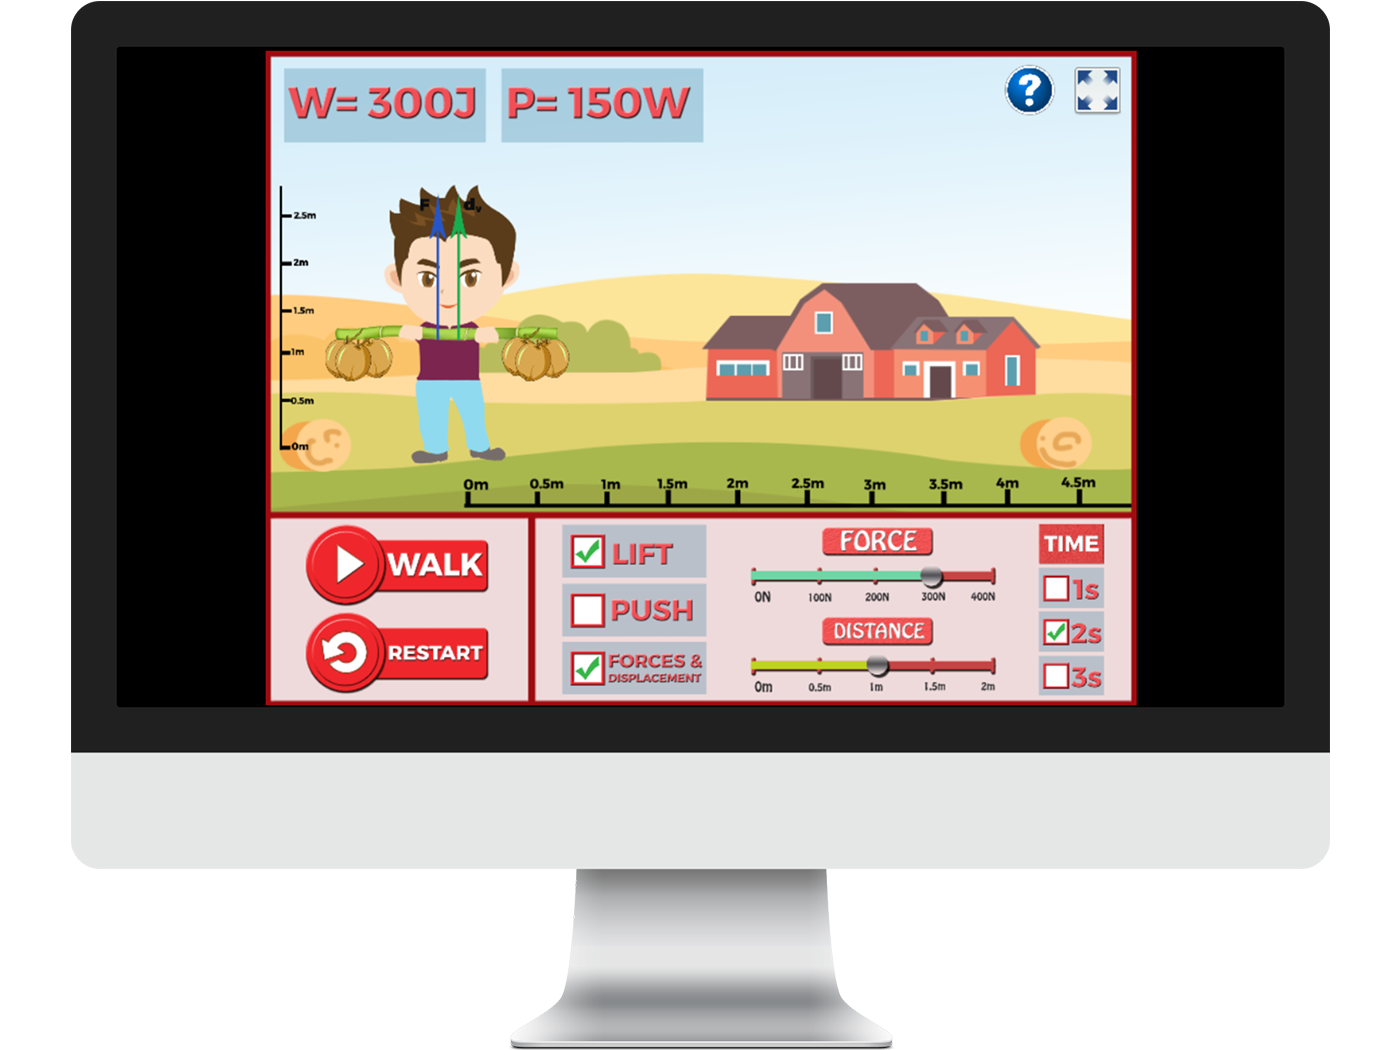 W= 300J
P= 150W
?
F
dv
2.5m
2m
1.5m
1m
0.5m
0m
0m 0.5m 1m 1.5m 2m 2.5m 3m 3.5m 4m 4.5m
WALK
RESTART
LIFT
PUSH
FORCES &
DISPLACEMENT
FORCE
0N 100N 200N 300N 400N
DISTANCE
0m 0.5m 1m 1.5m 2m
TIME
1s
2s
3s